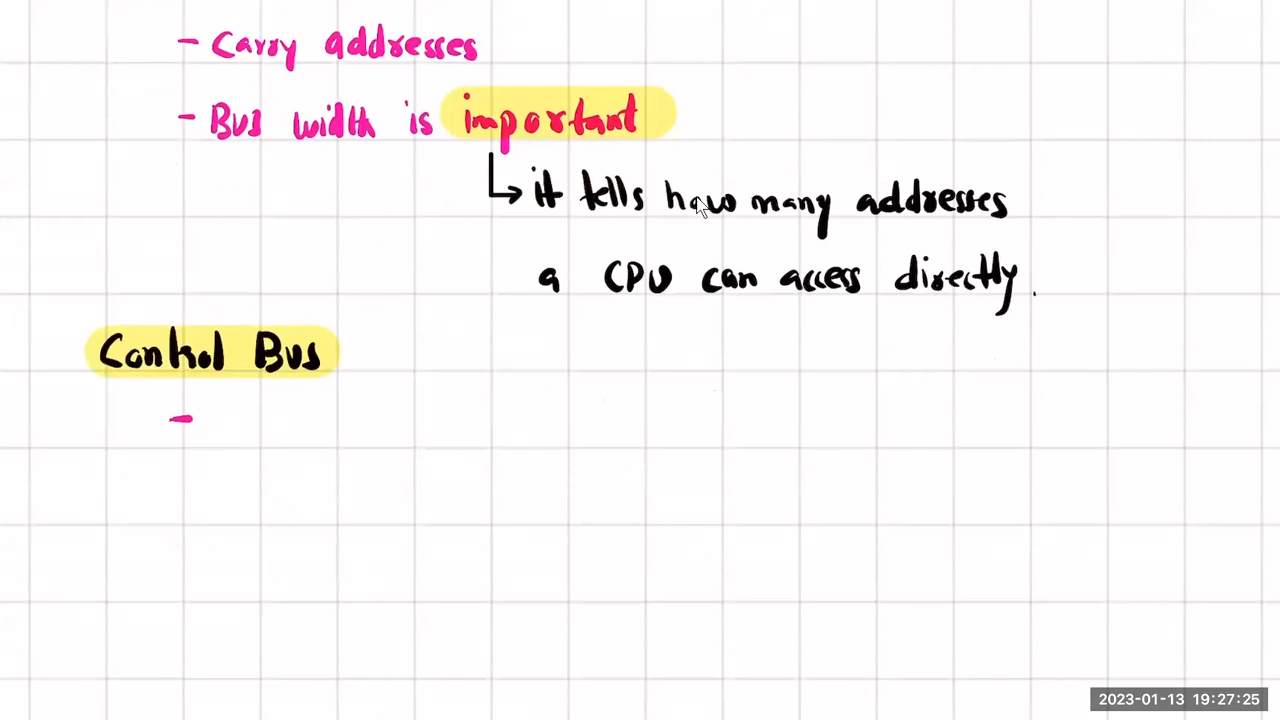 - Carry addresses
- Bus width is important
it tells how many addresses
a CPU can access directly.
Control Bus
-
2023-01-13 19:27:25